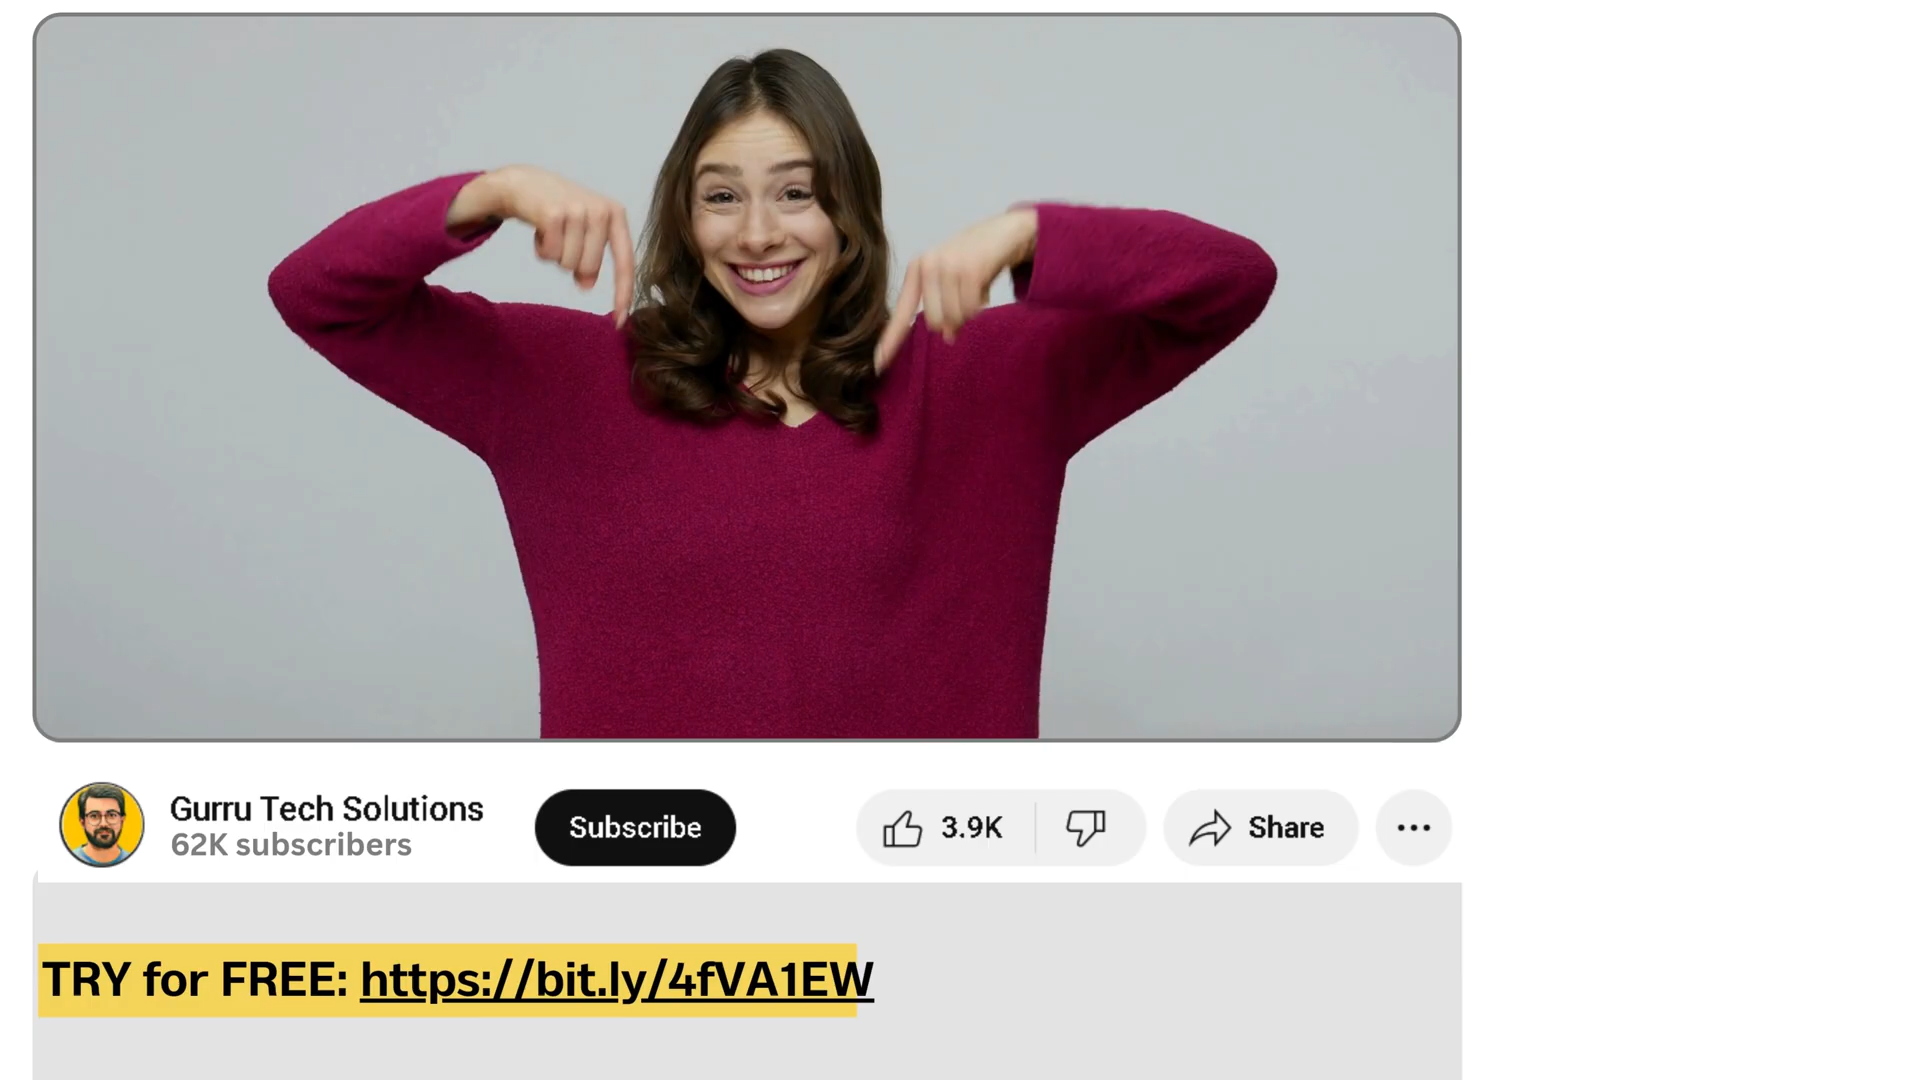 Gurru Tech Solutions
62K subscribers
Subscribe
3.9K
Share
TRY for FREE: https://bit.ly/4fVA1EW